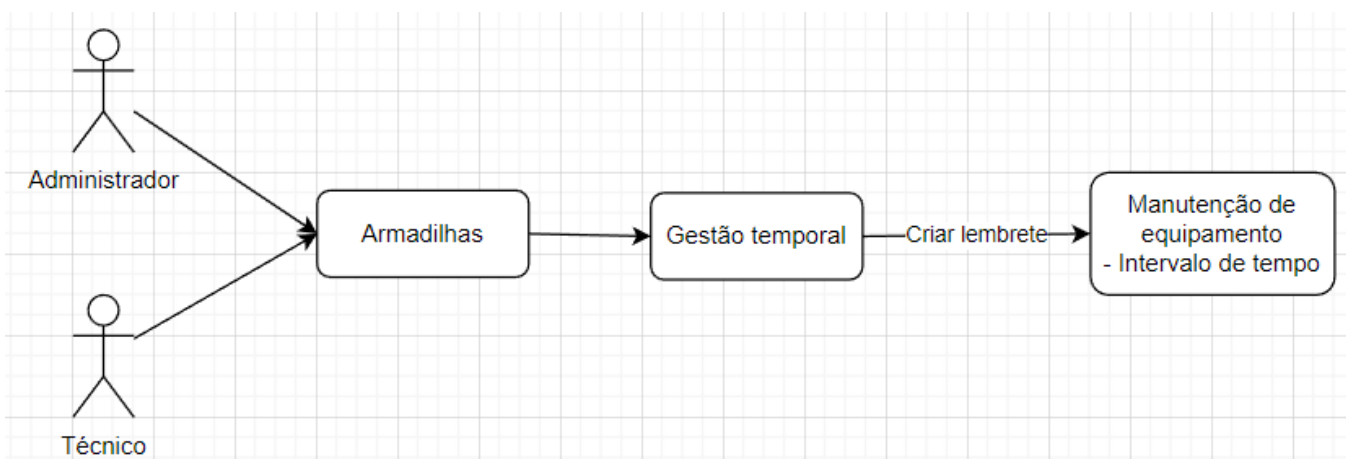 Administrador
Armadilhas
Gestão temporal
Criar lembrete
Manutenção de
equipamento
- Intervalo de tempo
Técnico